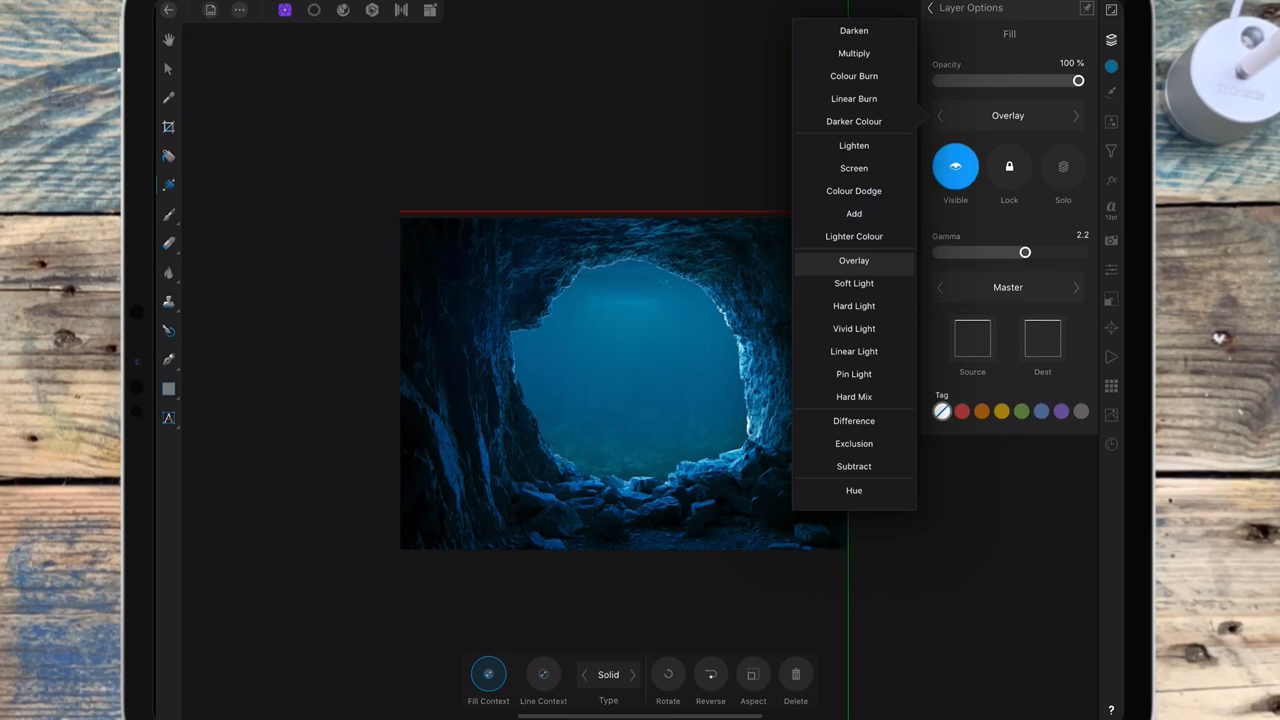 Layer Options
Fill
Opacity
100 %
Overlay
Visible
Lock
Solo
Gamma
2.2
Master
Source
Dest
Tag
Darken
Multiply
Colour Burn
Linear Burn
Darker Colour
Lighten
Screen
Colour Dodge
Add
Lighter Colour
Overlay
Soft Light
Hard Light
Vivid Light
Linear Light
Pin Light
Hard Mix
Difference
Exclusion
Subtract
Hue
fx
a
12pt
A
Fill Context
Line Context
Solid
Type
Rotate
Reverse
Aspect
Delete
?